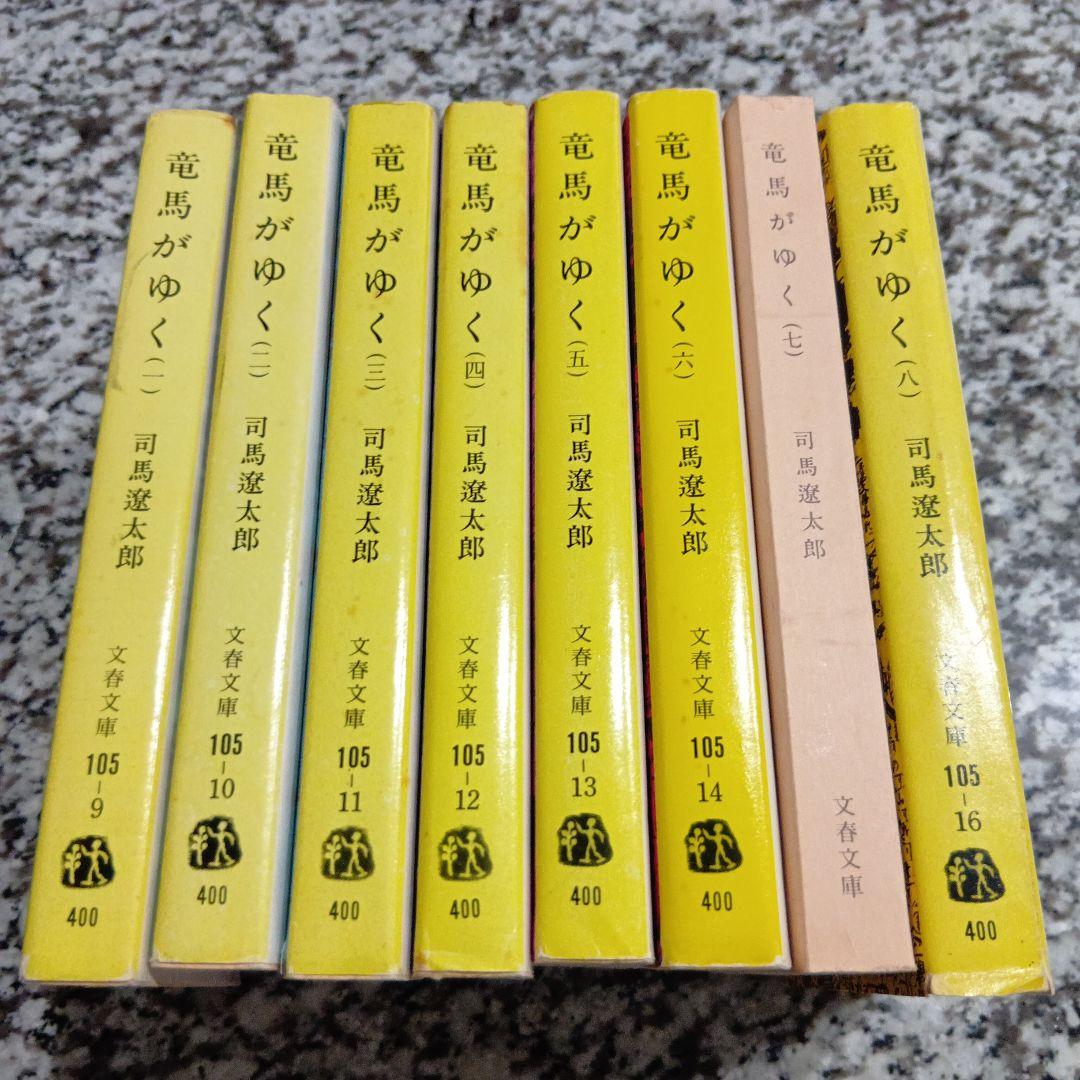 竜馬がゆく(一)
司馬遼太郎
文春文庫
105-9
400
竜馬がゆく(二)
司馬遼太郎
文春文庫
105-10
400
竜馬がゆく(三)
司馬遼太郎
文春文庫
105-11
400
竜馬がゆく(四)
司馬遼太郎
文春文庫
105-12
400
竜馬がゆく(五)
司馬遼太郎
文春文庫
105-13
400
竜馬がゆく(六)
司馬遼太郎
文春文庫
105-14
400
竜馬がゆく(七)
司馬遼太郎
文春文庫
竜馬がゆく(八)
司馬遼太郎
文春文庫
105-16
400